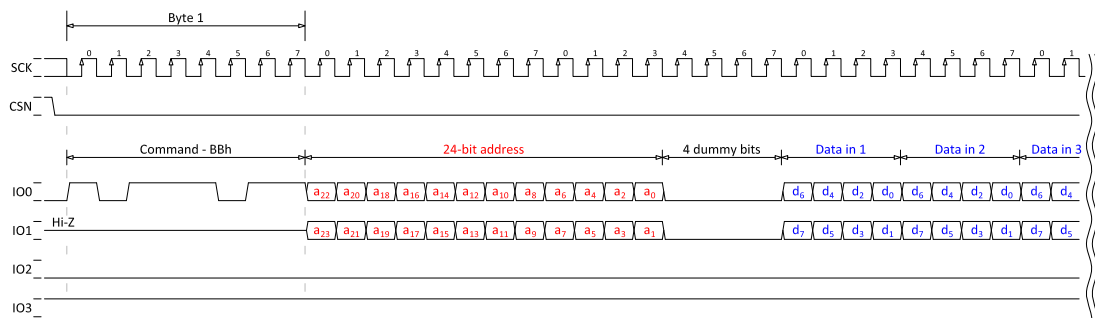 Byte 1
0 1 2 3 4 5 6 7 0 1 2 3 4 5 6 7 0 1 2 3 4 5 6 7 0 1 2 3 4 5 6 7 0 1
SCK
CSN
Command - BBh 24-bit address 4 dummy bits Data in 1 Data in 2 Data in 3
IO0 a22 a20 a18 a16 a14 a12 a10 a8 a6 a4 a2 a0 d6 d4 d2 d0 d6 d4 d2 d0 d6 d4
Hi-Z
IO1 a23 a21 a19 a17 a15 a13 a11 a9 a7 a5 a3 a1 d7 d5 d3 d1 d7 d5 d3 d1 d7 d5
IO2
IO3